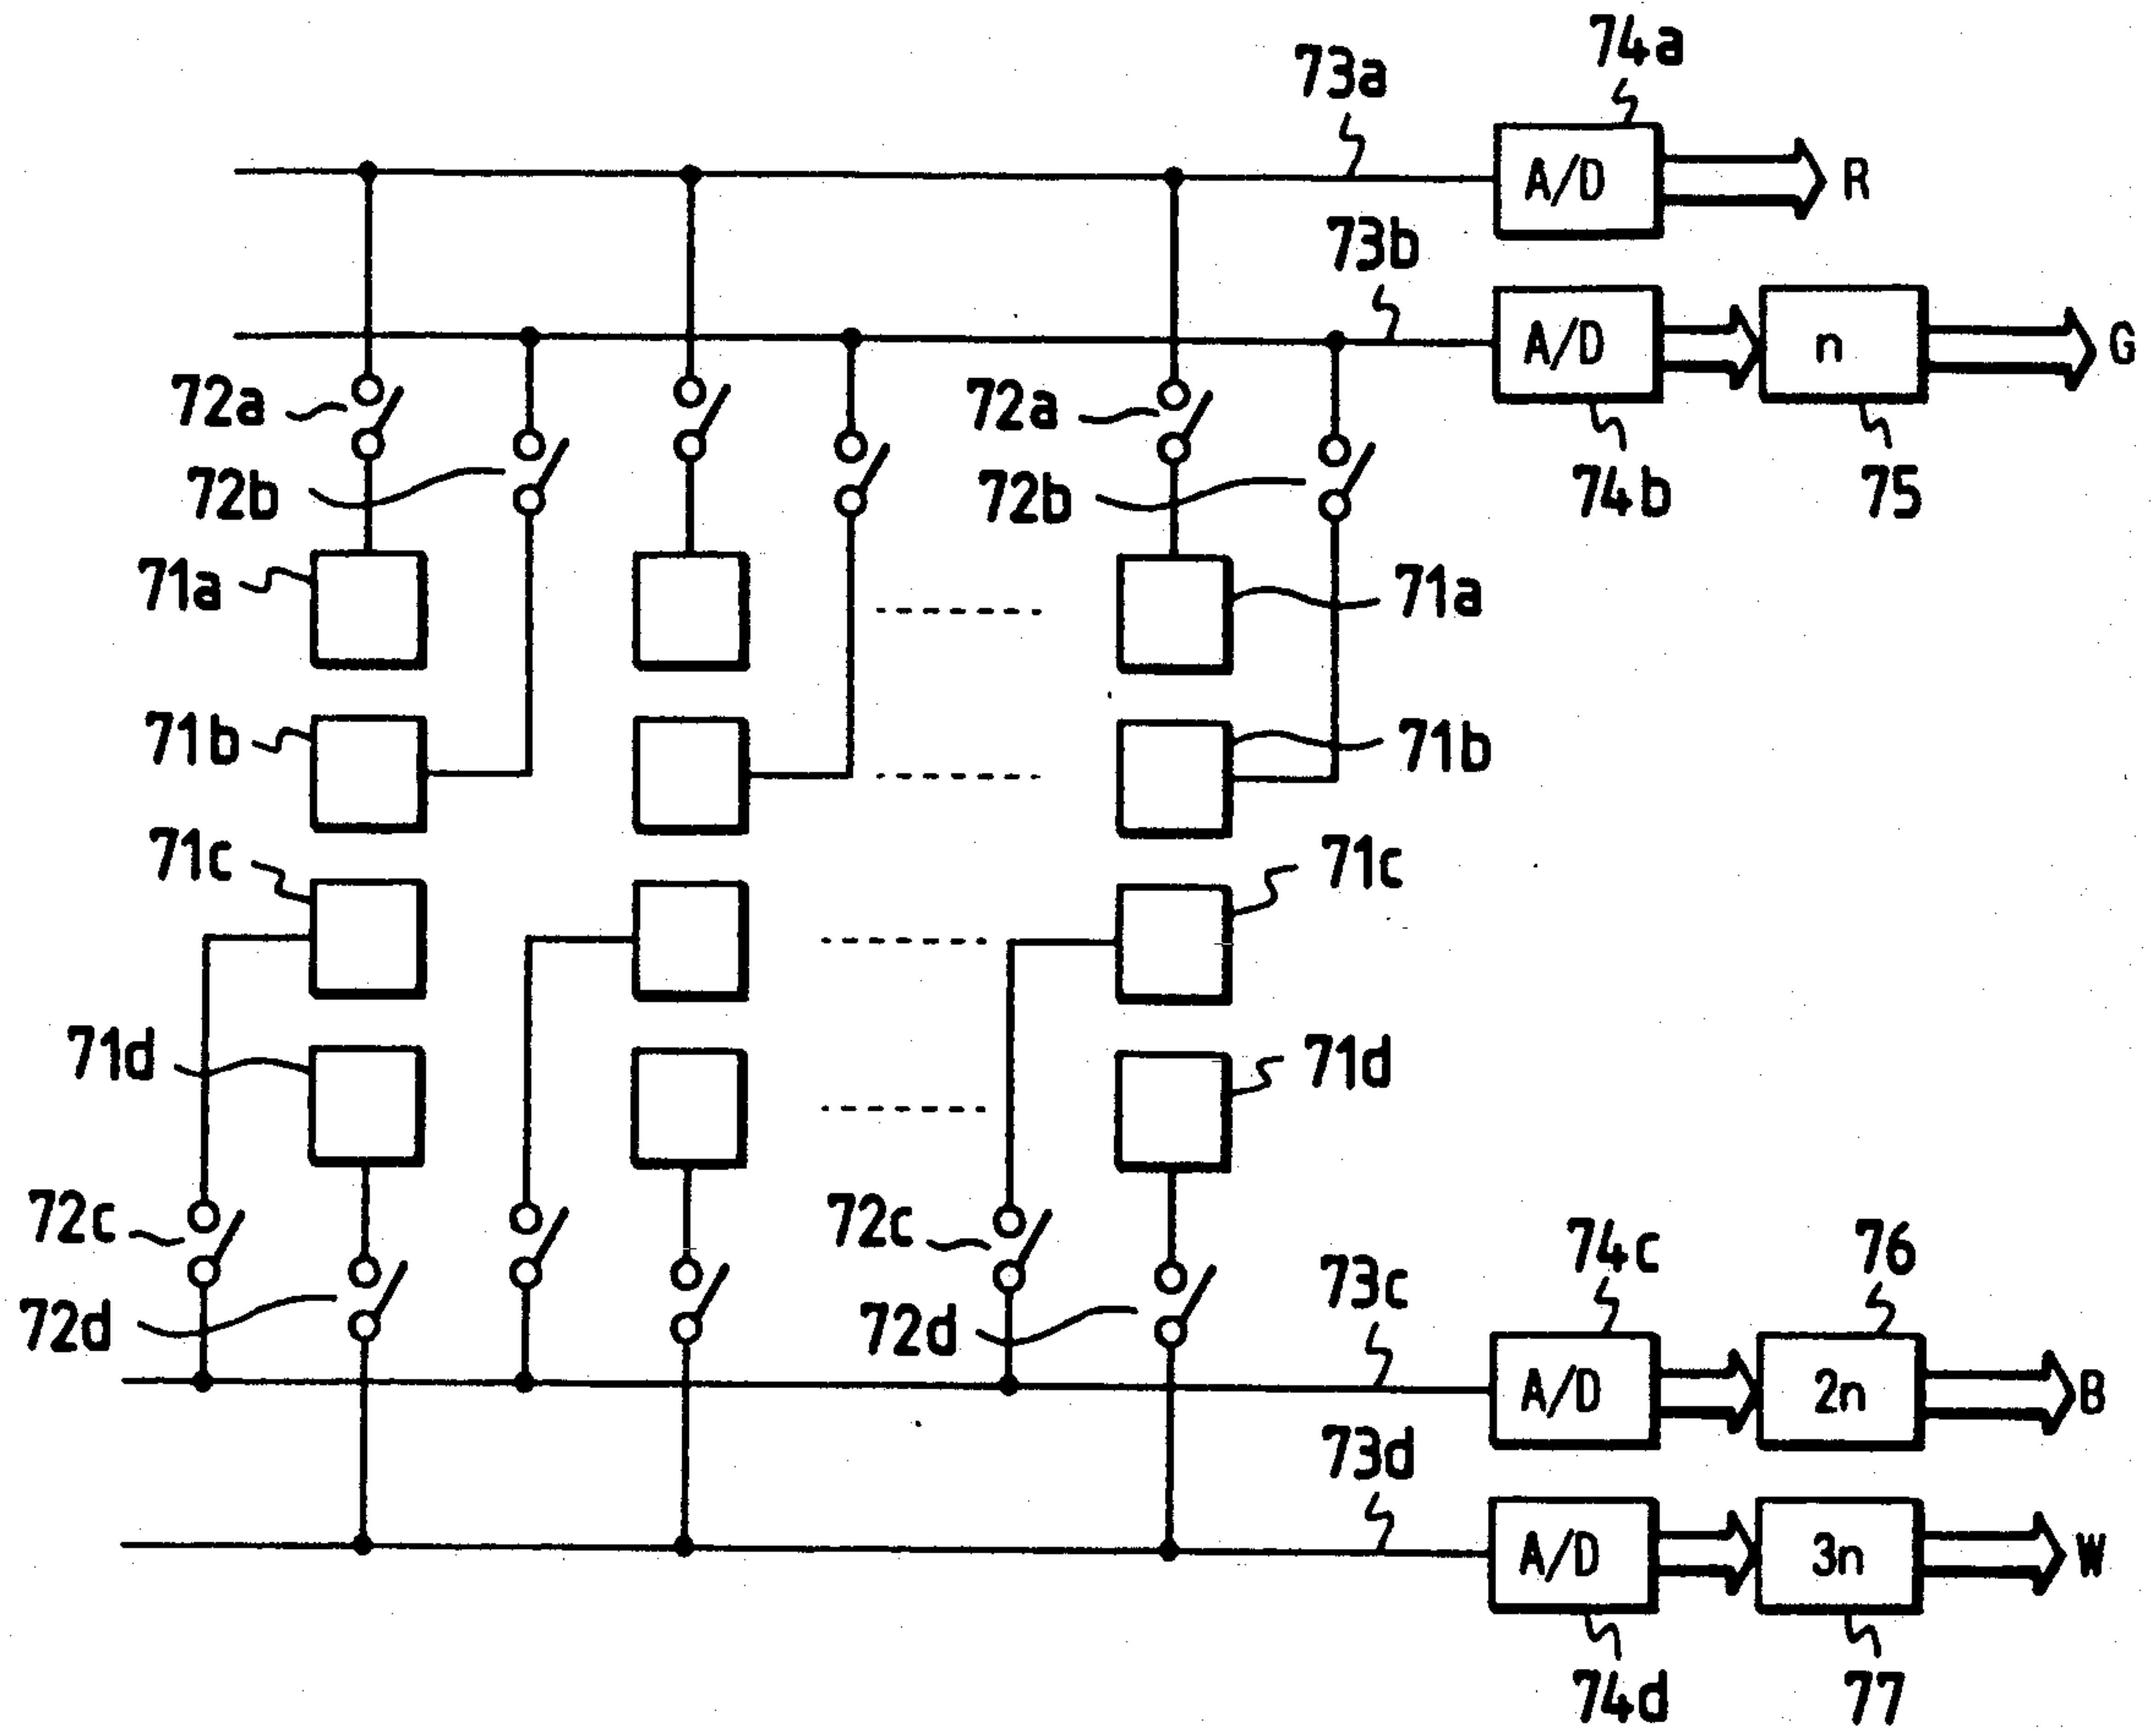 74a
73a
A/D R
73b
A/D n G
72a 72a
72b 72b 74b 75
71a 71a
71b 71b
71c 71c
71d 71d
72c 72c 74c 76
73c
72d 72d
A/D 2n B
73d
A/D 3n W
74d 77